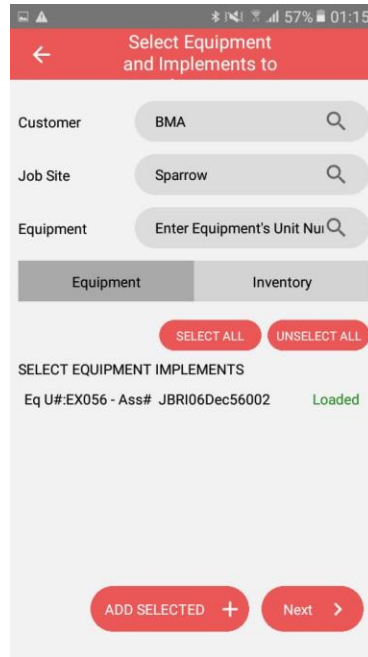 57% 01:15
Select Equipment
and Implements to
Customer BMA
Job Site Sparrow
Equipment Enter Equipment's Unit Nu
Equipment Inventory
SELECT ALL UNSELECT ALL
SELECT EQUIPMENT IMPLEMENTS
Eq U#:EX056 - Ass# JBRI06Dec56002 Loaded
ADD SELECTED + Next >